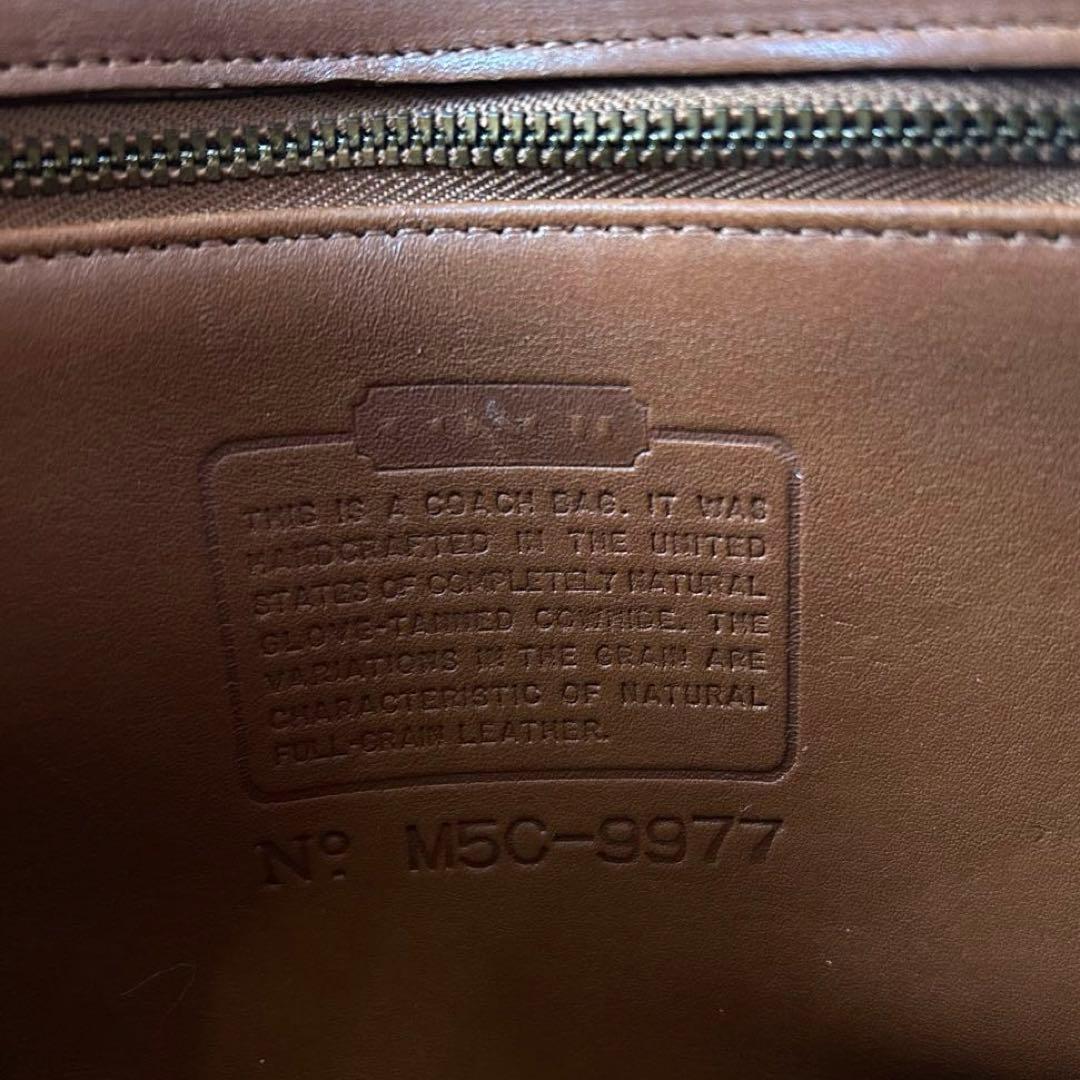 THIS IS A COACH BAG. IT WAS
HANDCRAFTED IN THE UNITED
STATES OF COMPLETELY NATURAL
GLOVE-TANNED COWHIDE. THE
VARIATIONS IN THE GRAIN ARE
CHARACTERISTIC OF NATURAL
FULL-GRAIN LEATHER.
Nº. M5C-9977